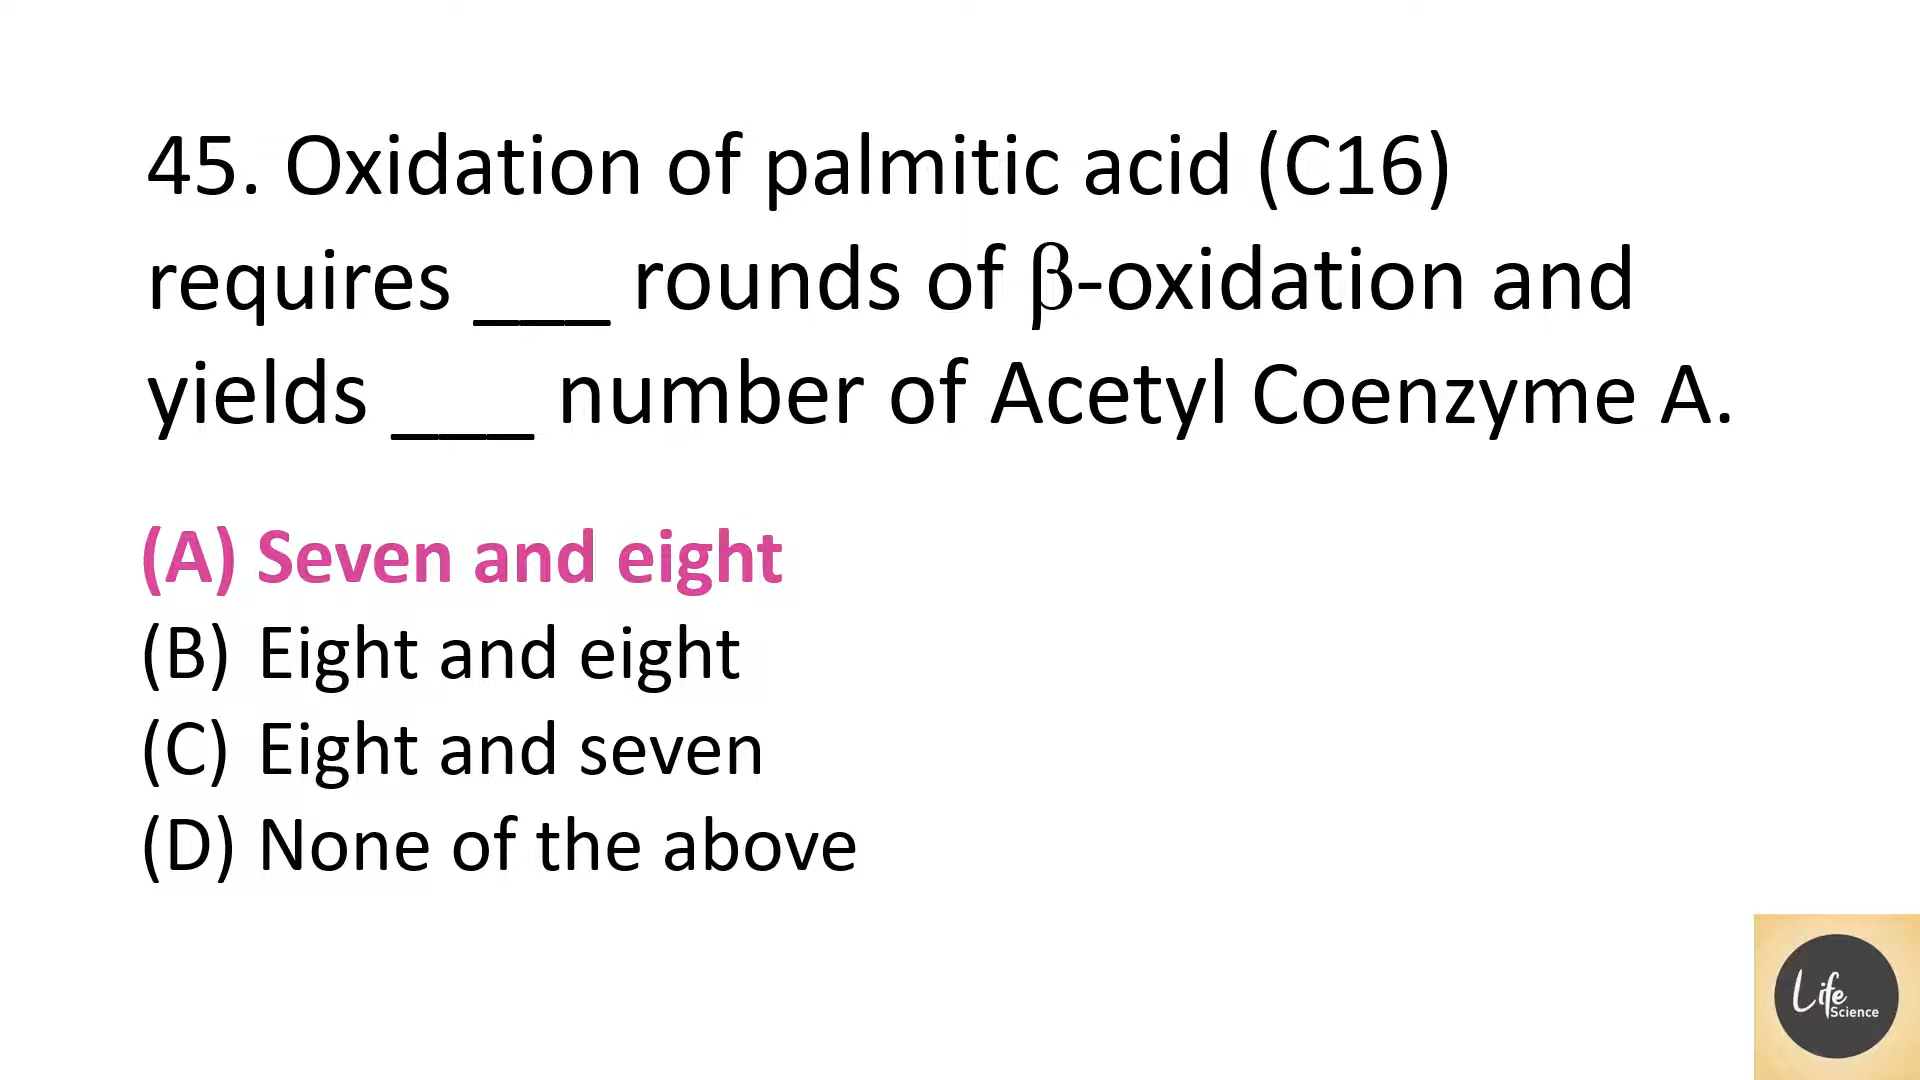 45. Oxidation of palmitic acid (C16)
requires ___ rounds of β-oxidation and
yields ___ number of Acetyl Coenzyme A.
(A) Seven and eight
(B) Eight and eight
(C) Eight and seven
(D) None of the above
Life
Science